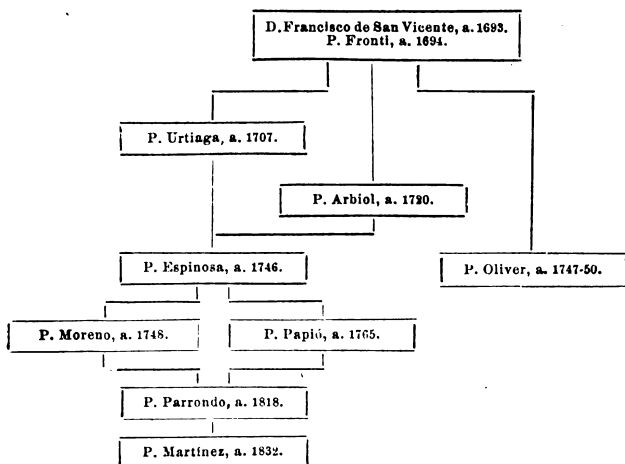 D. Francisco de San Vicente, a. 1693.
P. Fronti, a. 1694.
P. Urtiaga, a. 1707.
P. Arbiol, a. 1720.
P. Espinosa, a. 1746.
P. Oliver, a. 1747-50.
P. Moreno, a. 1748.
P. Papió, a. 1765.
P. Parrondo, a. 1818.
P. Martínez, a. 1832.